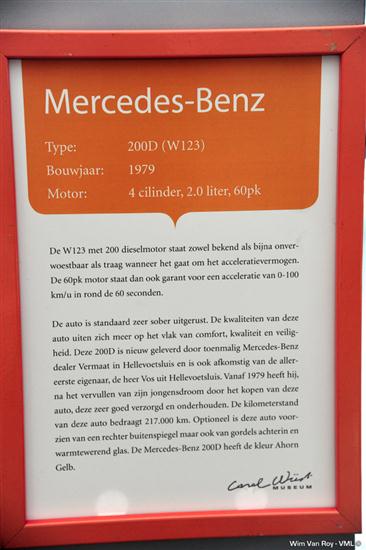 Mercedes-Benz
Type: 200D (W123)
Bouwjaar: 1979
Motor: 4 cilinder, 2.0 liter, 60pk
De W123 met 200 dieselmotor staat zowel bekend als bijna onver-
woestbaar als traag wanneer het gaat om het acceleratievermogen.
De 60pk motor staat dan ook garant voor een acceleratie van 0-100
km/u in rond de 60 seconden.
De auto is standaard zeer sober uitgerust. De kwaliteiten van deze
auto uiten zich meer op het vlak van comfort, kwaliteit en veilig-
heid. Deze 200D is nieuw geleverd door toenmalig Mercedes-Benz
dealer Vermaat in Hellevoetsluis en is ook afkomstig van de aller-
eerste eigenaar, de heer Vos uit Hellevoetsluis. Vanaf 1979 heeft hij,
na het vervullen van zijn jongensdroom door het kopen van deze
auto, deze zeer goed verzorgd en onderhouden. De kilometerstand
van deze auto bedraagt 217.000 km. Optioneel is deze auto voor-
zien van een rechter buitenspiegel maar ook van gordels achterin en
warmtewerend glas. De Mercedes-Benz 200D heeft de kleur Ahorn
Gelb.
Carel Wüst
MUSEUM
Wim Van Roy - VML ©